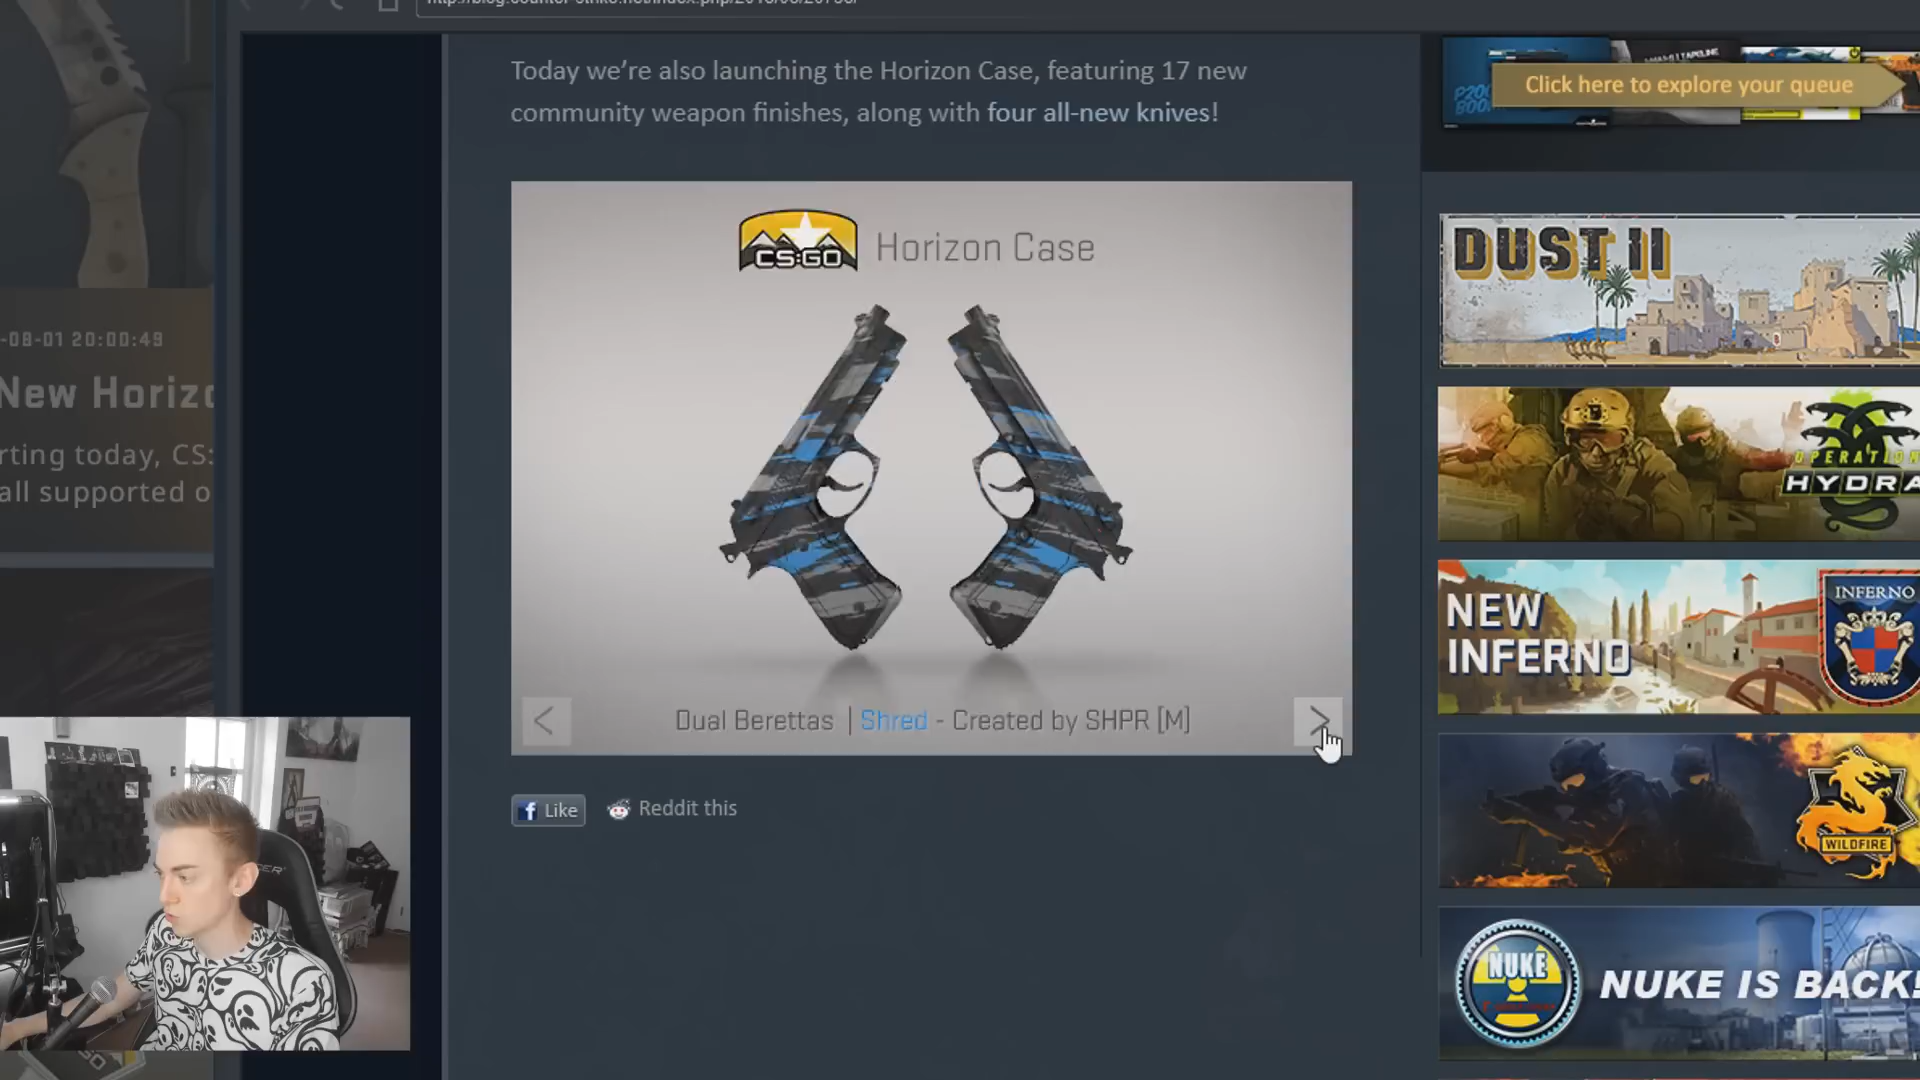 Today we're also launching the Horizon Case, featuring 17 new
community weapon finishes, along with four all-new knives!
Click here to explore your queue
CS:GO
Horizon Case
Dual Berettas | Shred - Created by SHPR [M]
Like
Reddit this
-08-01 20:00:49
New Horizo
rting today, CS:
all supported o
DUST II
OPERATION
HYDRA
NEW
INFERNO
INFERNO
WILDFIRE
NUKE
NUKE IS BACK!